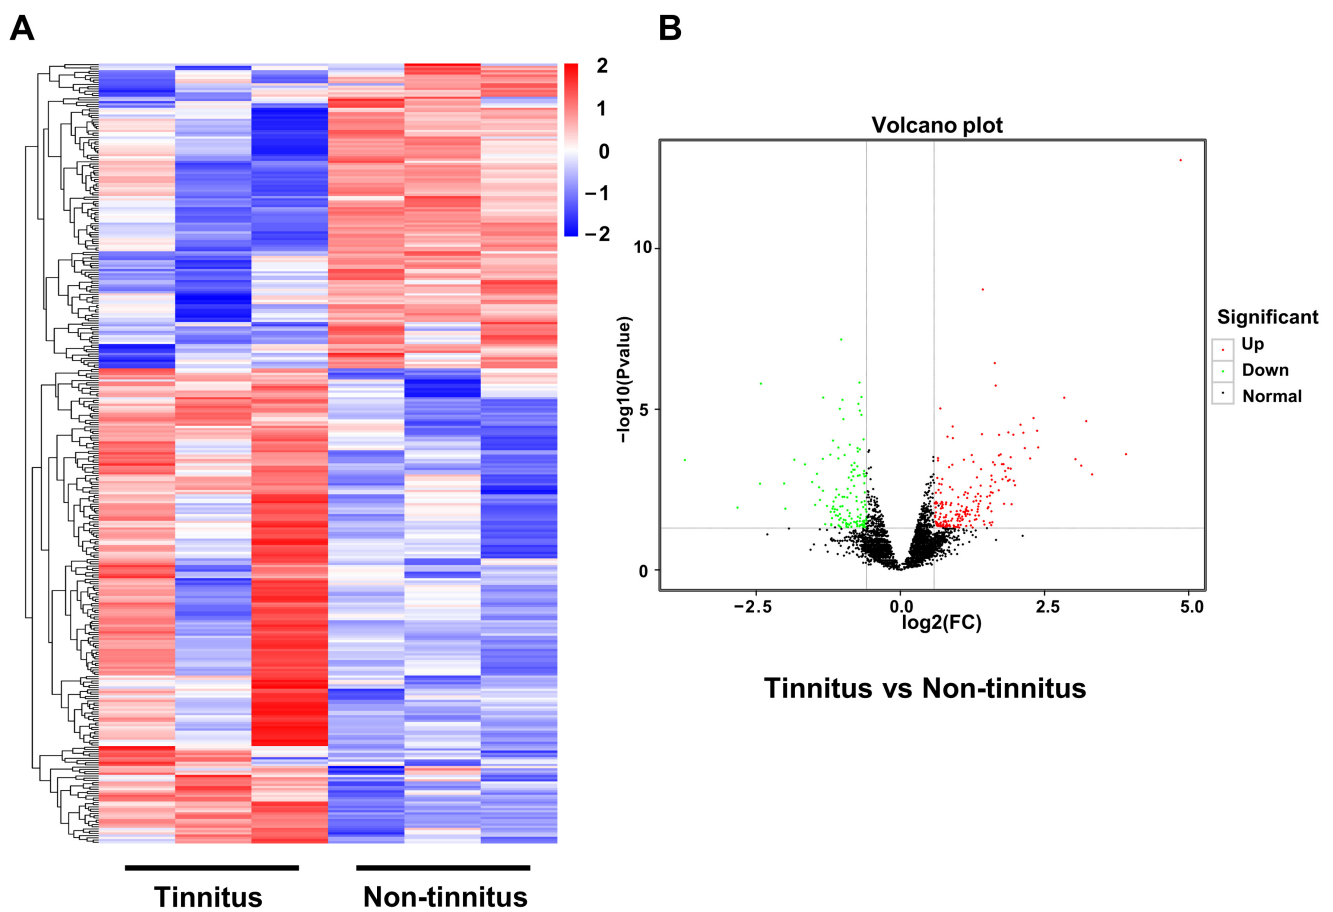 A
2
1
0
−1
−2
Tinnitus
Non-tinnitus
B
Volcano plot
10
5
0
−log10(Pvalue)
−2.5
0.0
2.5
5.0
log2(FC)
Significant
Up
Down
Normal
Tinnitus vs Non-tinnitus